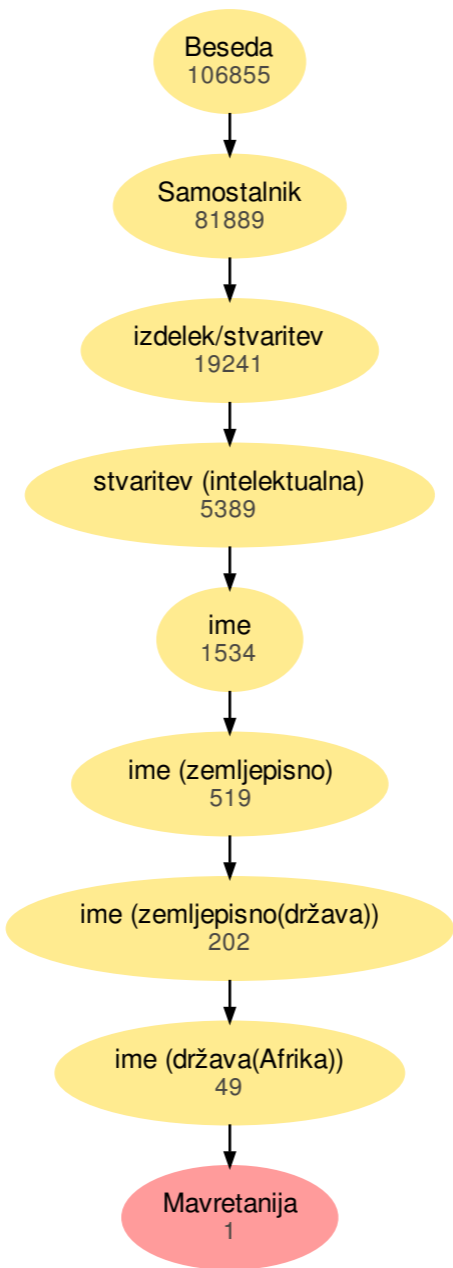 Beseda
106855
Samostalnik
81889
izdelek/stvaritev
19241
stvaritev (intelektualna)
5389
ime
1534
ime (zemljepisno)
519
ime (zemljepisno(država))
202
ime (država(Afrika))
49
Mavretanija
1